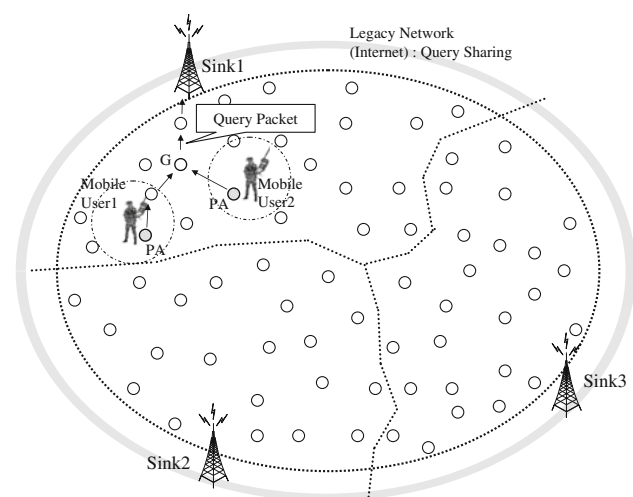 Legacy Network
(Internet) : Query Sharing
Sink1
Query Packet
G
Mobile
User1
Mobile
User2
PA
PA
Sink3
Sink2